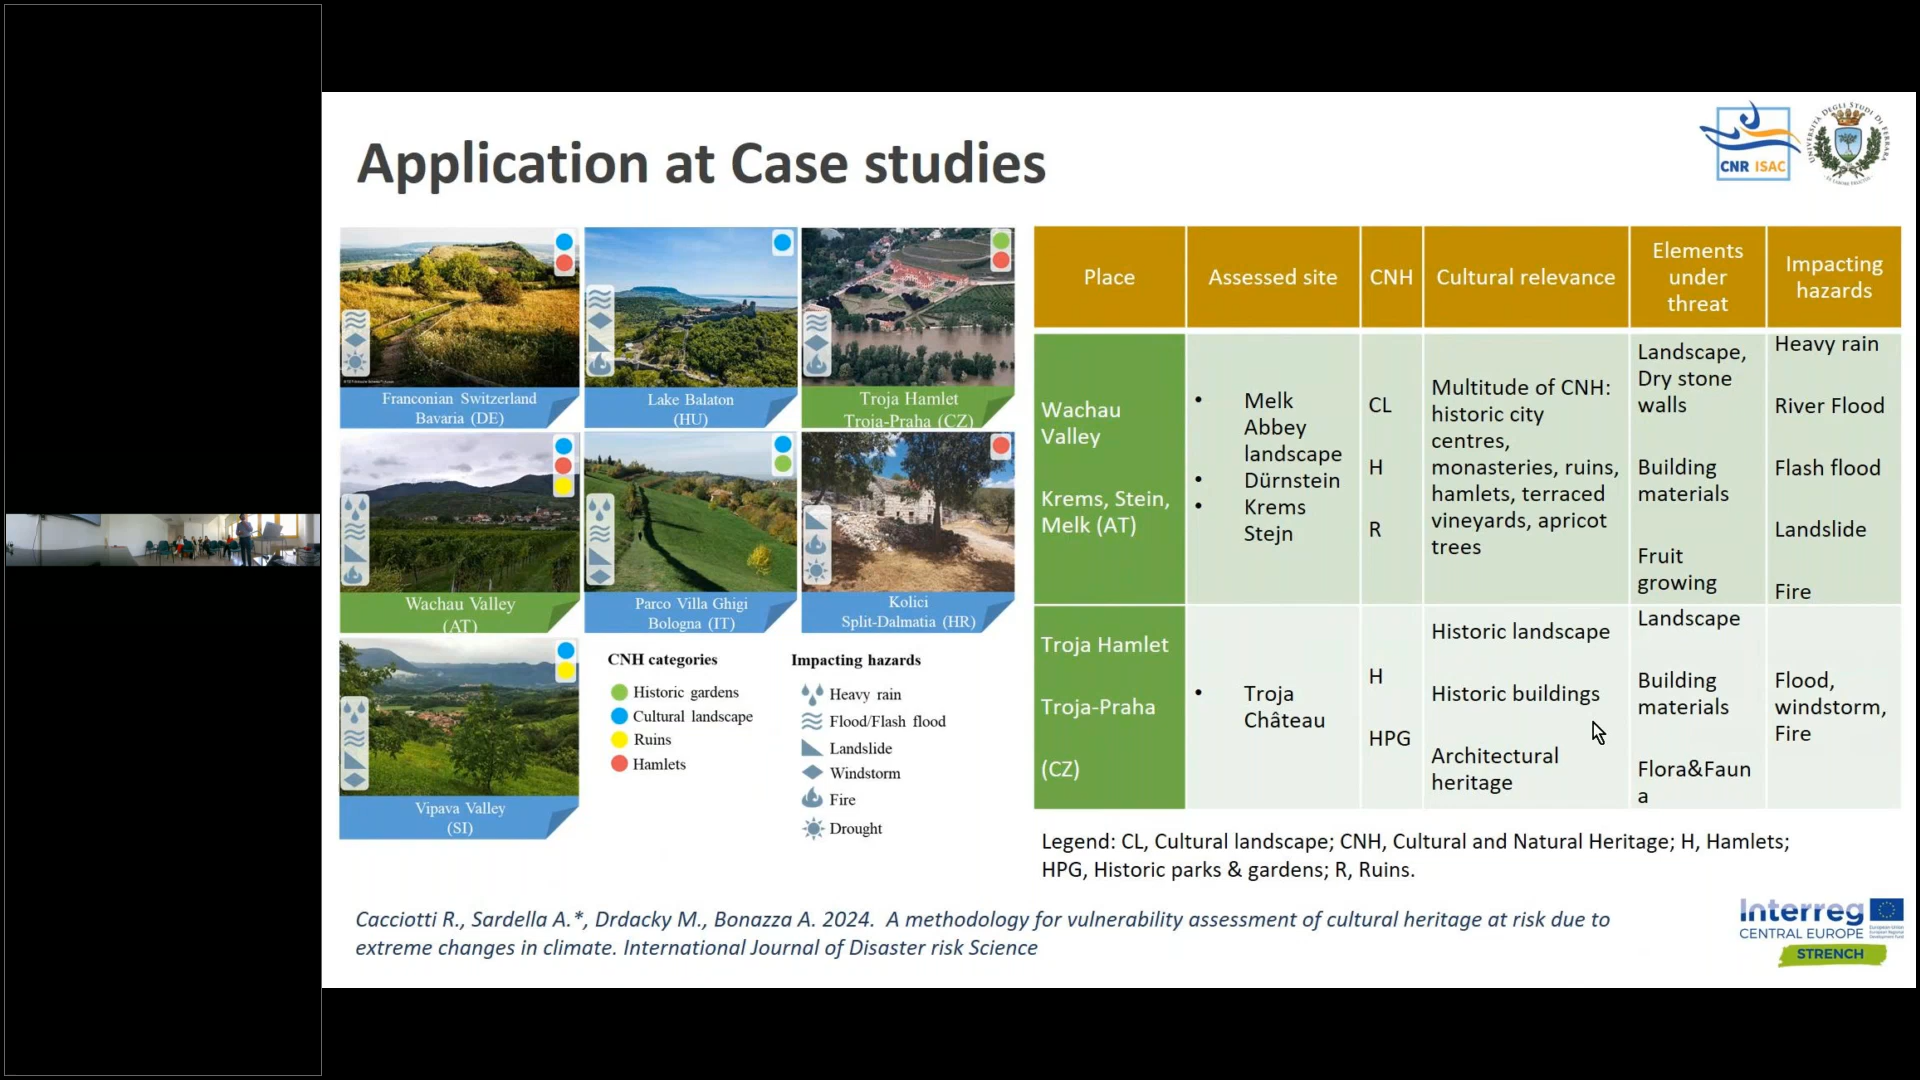 Application at Case studies
CNR ISAC
Franconian Switzerland
Bavaria (DE)
Lake Balaton
(HU)
Troja Hamlet
Troja-Praha (CZ)
Wachau Valley
(AT)
Parco Villa Ghigi
Bologna (IT)
Kolici
Split-Dalmatia (HR)
Vipava Valley
(SI)
CNH categories
Historic gardens
Cultural landscape
Ruins
Hamlets
Impacting hazards
Heavy rain
Flood/Flash flood
Landslide
Windstorm
Fire
Drought
Place
Assessed site
CNH
Cultural relevance
Elements
under
threat
Impacting
hazards
Wachau
Valley
Krems, Stein,
Melk (AT)
• Melk
Abbey
landscape
• Dürnstein
• Krems
Stejn
CL
H
R
Multitude of CNH:
historic city
centres,
monasteries, ruins,
hamlets, terraced
vineyards, apricot
trees
Landscape,
Dry stone
walls
Building
materials
Fruit
growing
Heavy rain
River Flood
Flash flood
Landslide
Fire
Troja Hamlet
Troja-Praha
(CZ)
• Troja
Château
H
HPG
Historic landscape
Historic buildings
Architectural
heritage
Landscape
Building
materials
Flora&Faun
a
Flood,
windstorm,
Fire
Legend: CL, Cultural landscape; CNH, Cultural and Natural Heritage; H, Hamlets;
HPG, Historic parks & gardens; R, Ruins.
Cacciotti R., Sardella A.*, Drdacky M., Bonazza A. 2024. A methodology for vulnerability assessment of cultural heritage at risk due to
extreme changes in climate. International Journal of Disaster risk Science
Interreg
CENTRAL EUROPE
STRENCH